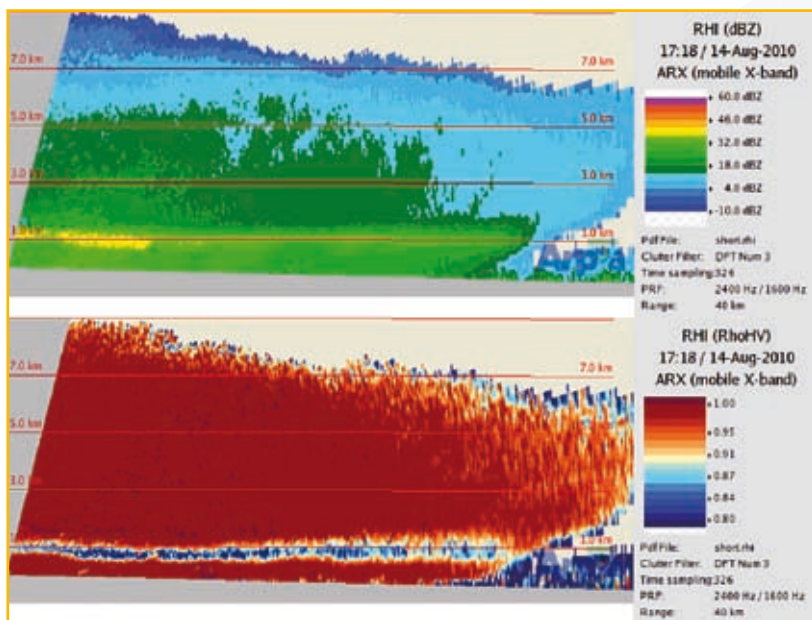 RHI (dBZ)
17:18 / 14-Aug-2010
ARX (mobile X-band)
7.0 km
7.0 km
5.0 km
3.0 km
3.0 km
1.0 km
1.0 km
60.0 dBZ
46.0 dBZ
32.0 dBZ
18.0 dBZ
4.0 dBZ
-10.0 dBZ
Pdf File: short.rhi
Clutter Filter: DFT Num 3
Time sampling:326
PRF: 2400 Hz / 1600 Hz
Range: 40 km
RHI (RhoHV)
17:18 / 14-Aug-2010
ARX (mobile X-band)
7.0 km
7.0 km
5.0 km
3.0 km
1.0 km
1.00
0.95
0.91
0.87
0.84
0.80
Pdf File: short.rhi
Clutter Filter: DFT Num 3
Time sampling:326
PRF: 2400 Hz / 1600 Hz
Range: 40 km